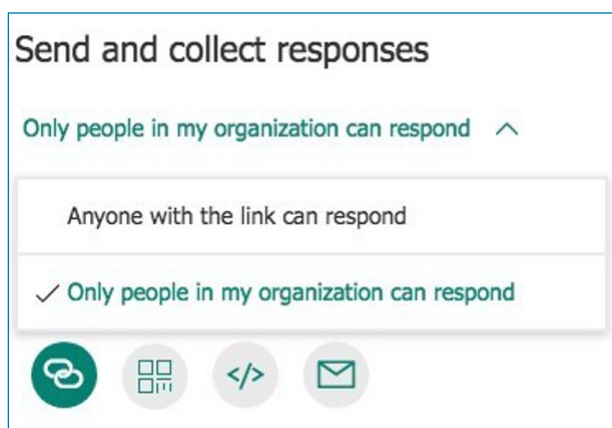 Send and collect responses
Only people in my organization can respond
Anyone with the link can respond
Only people in my organization can respond